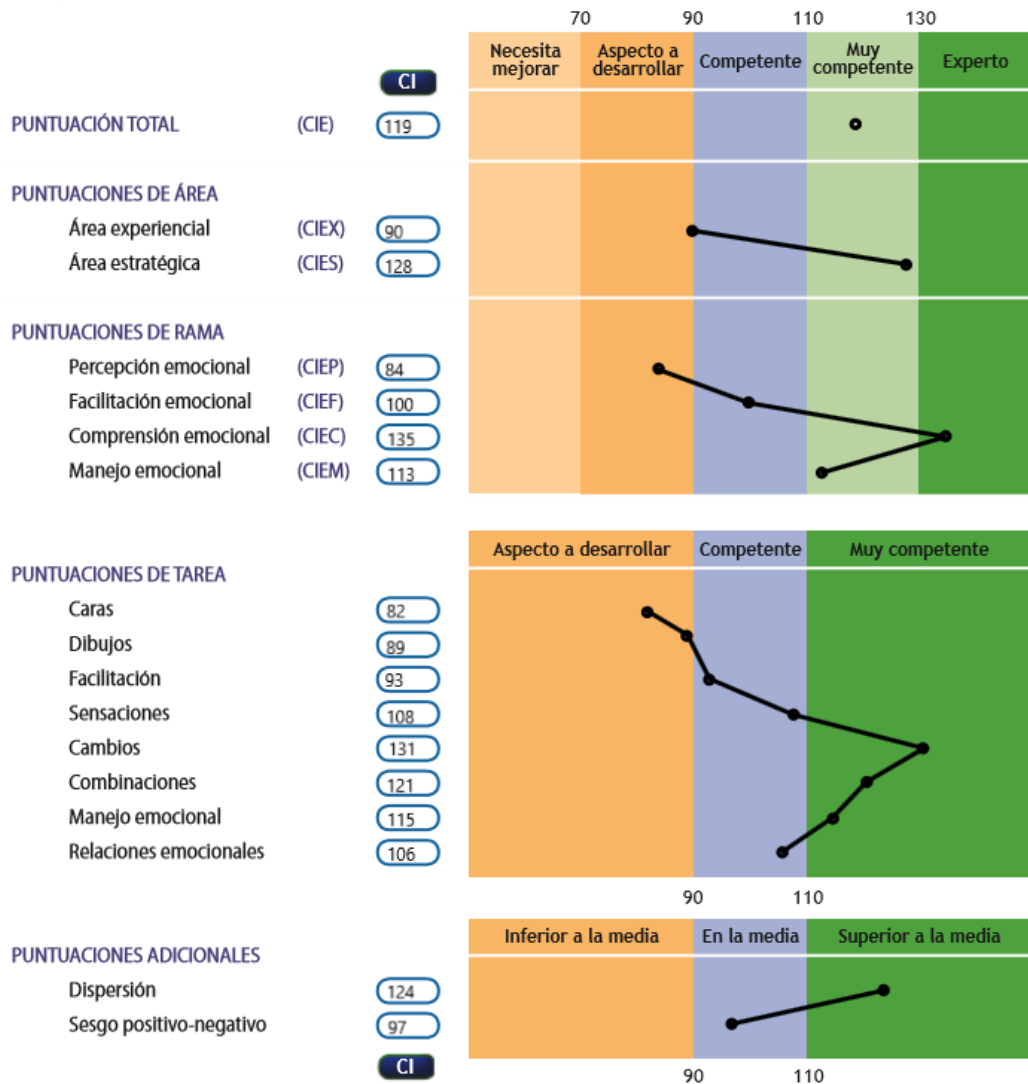 70 90 110 130
Necesita mejorar Aspecto a desarrollar Competente Muy competente Experto
CI
PUNTUACIÓN TOTAL (CIE) 119
PUNTUACIONES DE ÁREA
Área experiencial (CIEX) 90
Área estratégica (CIES) 128
PUNTUACIONES DE RAMA
Percepción emocional (CIEP) 84
Facilitación emocional (CIEF) 100
Comprensión emocional (CIEC) 135
Manejo emocional (CIEM) 113
Aspecto a desarrollar Competente Muy competente
PUNTUACIONES DE TAREA
Caras 82
Dibujos 89
Facilitación 93
Sensaciones 108
Cambios 131
Combinaciones 121
Manejo emocional 115
Relaciones emocionales 106
90 110
Inferior a la media En la media Superior a la media
PUNTUACIONES ADICIONALES
Dispersión 124
Sesgo positivo-negativo 97
CI
90 110